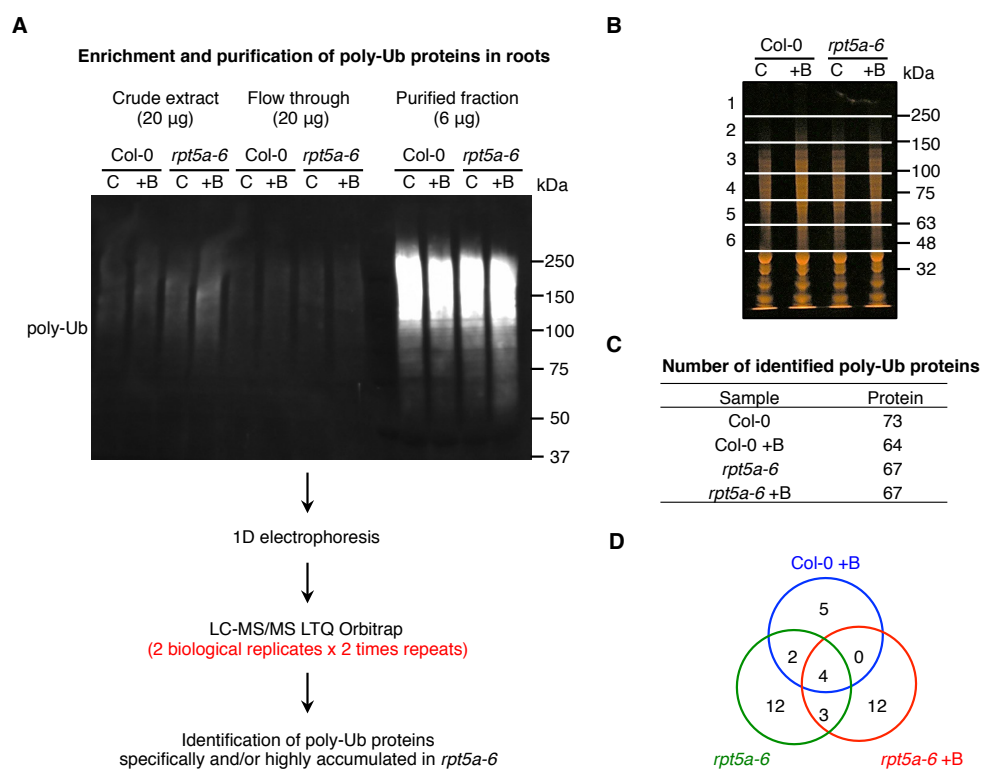 A
Enrichment and purification of poly-Ub proteins in roots
Crude extract Flow through Purified fraction
(20 µg) (20 µg) (6 µg)
Col-0 rpt5a-6 Col-0 rpt5a-6 Col-0 rpt5a-6
C +B C +B C +B C +B C +B C +B kDa
250
150
poly-Ub 100
75
50
37
1D electrophoresis
LC-MS/MS LTQ Orbitrap
(2 biological replicates x 2 times repeats)
Identification of poly-Ub proteins
specifically and/or highly accumulated in rpt5a-6
B
Col-0 rpt5a-6
C +B C +B kDa
1
250
2
150
3
100
4
75
5
63
6
48
32
C
Number of identified poly-Ub proteins
Sample Protein
Col-0 73
Col-0 +B 64
rpt5a-6 67
rpt5a-6 +B 67
D
Col-0 +B
5
2 0
4
12 3 12
rpt5a-6 rpt5a-6 +B